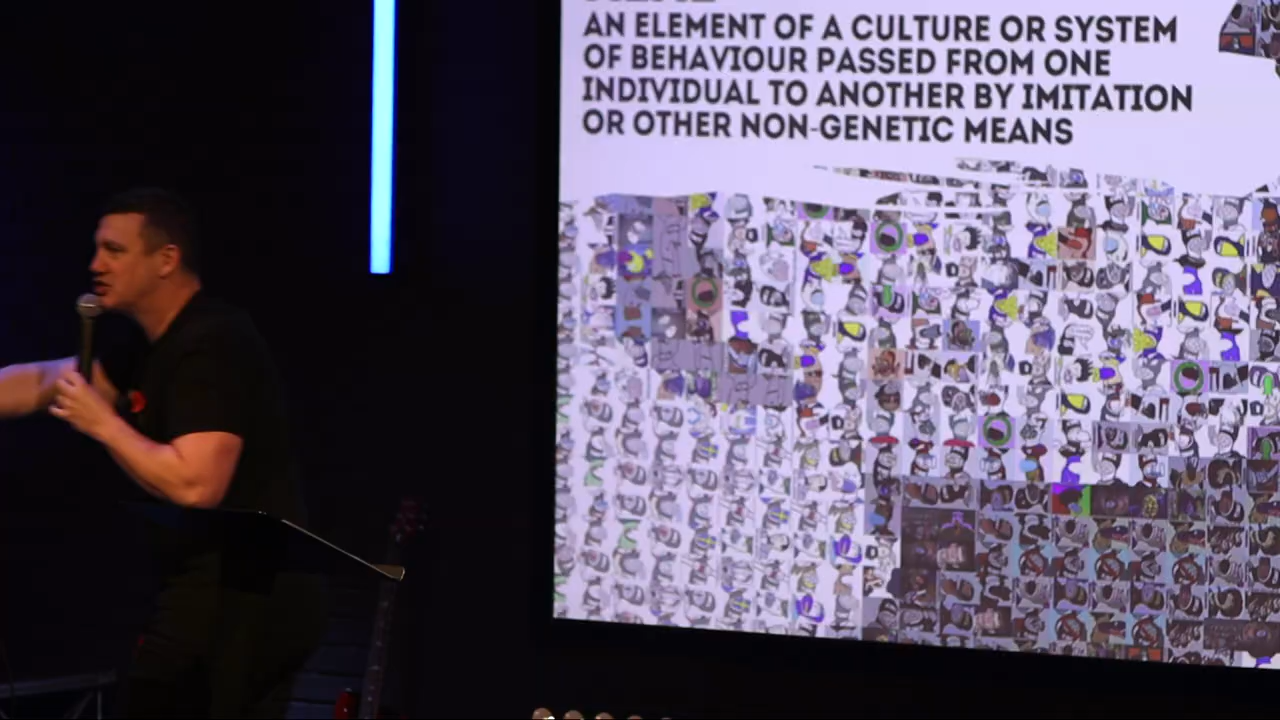 AN ELEMENT OF A CULTURE OR SYSTEM
OF BEHAVIOUR PASSED FROM ONE
INDIVIDUAL TO ANOTHER BY IMITATION
OR OTHER NON-GENETIC MEANS